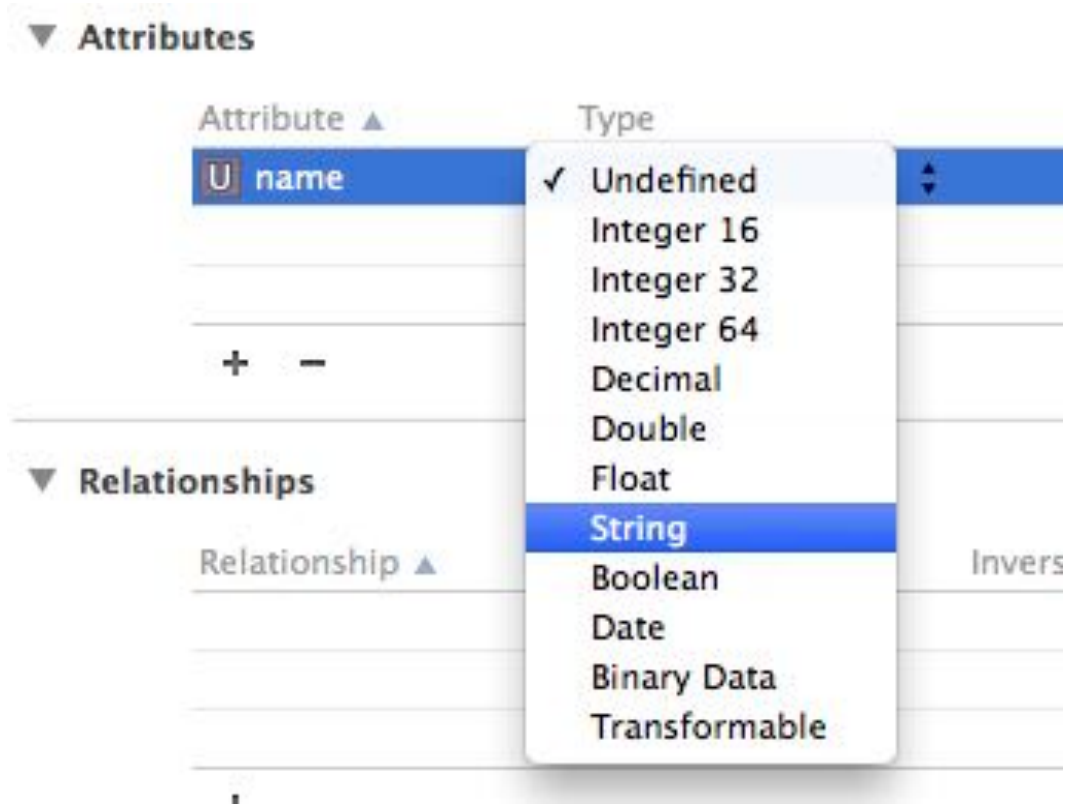 ▼ Attributes
Attribute ▲ Type
U name ✓ Undefined
Integer 16
Integer 32
Integer 64
+ − Decimal
Double
▼ Relationships Float
String
Relationship ▲ Boolean Invers
Date
Binary Data
Transformable